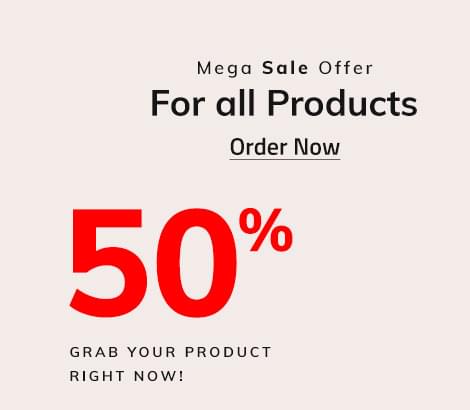 Mega Sale Offer
For all Products
Order Now
50%
GRAB YOUR PRODUCT
RIGHT NOW!